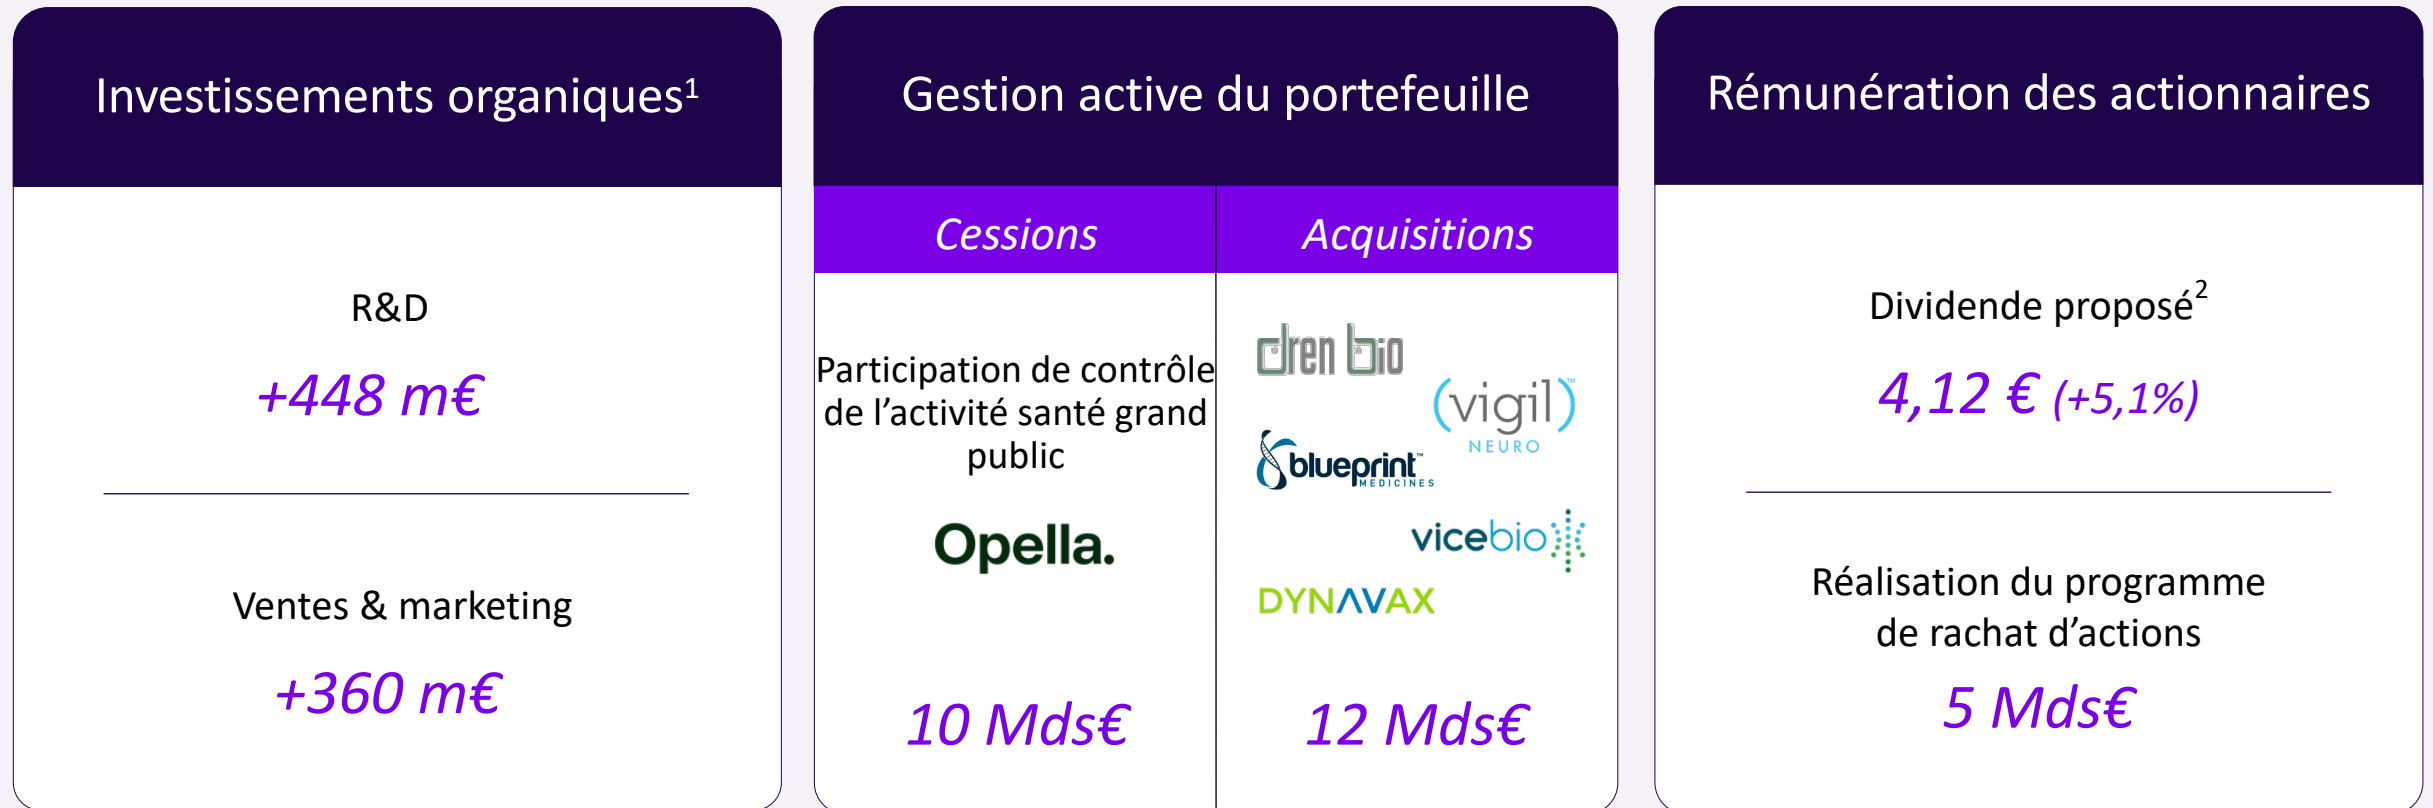 Investissements organiques¹
R&D
+448 m€
Ventes & marketing
+360 m€
Gestion active du portefeuille
Cessions
Participation de contrôle
de l’activité santé grand
public
Opella.
10 Mds€
Acquisitions
dren bio
(vigil)™
NEURO
blueprint™
MEDICINES
vicebio
DYNAVAX
12 Mds€
Rémunération des actionnaires
Dividende proposé²
4,12 € (+5,1%)
Réalisation du programme
de rachat d’actions
5 Mds€